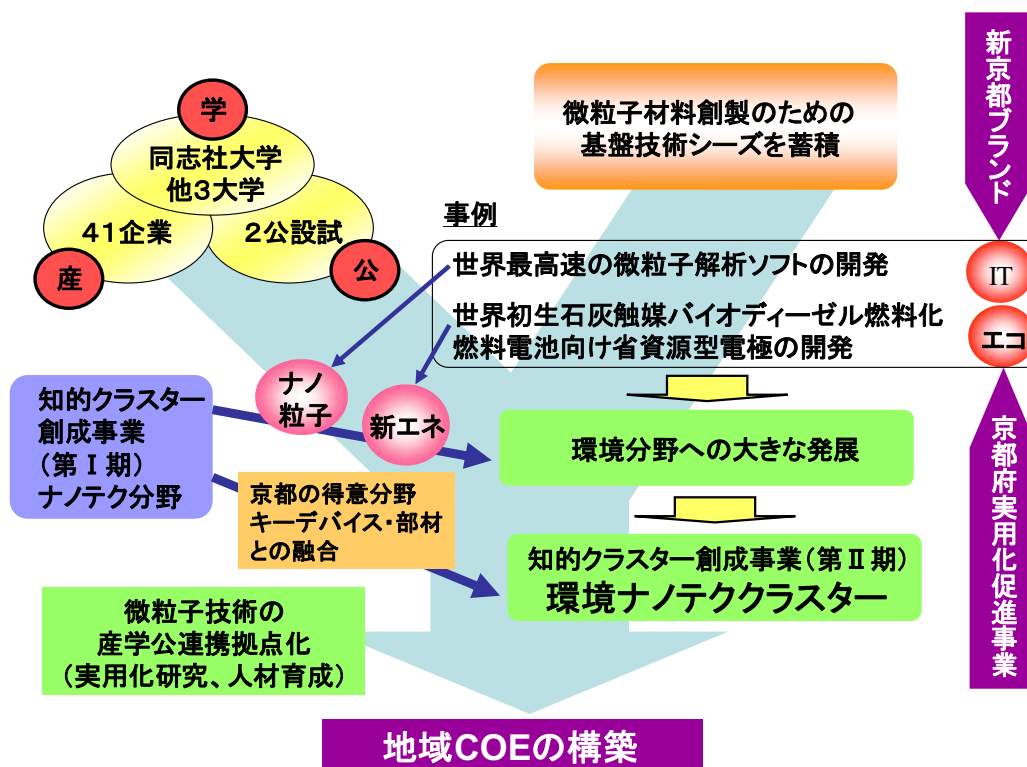 学
同志社大学
他３大学
４１企業
２公設試
産
公
微粒子材料創製のための
基盤技術シーズを蓄積
新京都ブランド
事例
世界最高速の微粒子解析ソフトの開発
IT
世界初生石灰触媒バイオディーゼル燃料化
燃料電池向け省資源型電極の開発
エコ
ナノ
粒子
新エネ
知的クラスター
創成事業
（第Ⅰ期）
ナノテク分野
環境分野への大きな発展
京都の得意分野
キーデバイス・部材
との融合
知的クラスター創成事業（第Ⅱ期）
環境ナノテククラスター
京都府実用化促進事業
微粒子技術の
産学公連携拠点化
（実用化研究、人材育成）
地域COEの構築